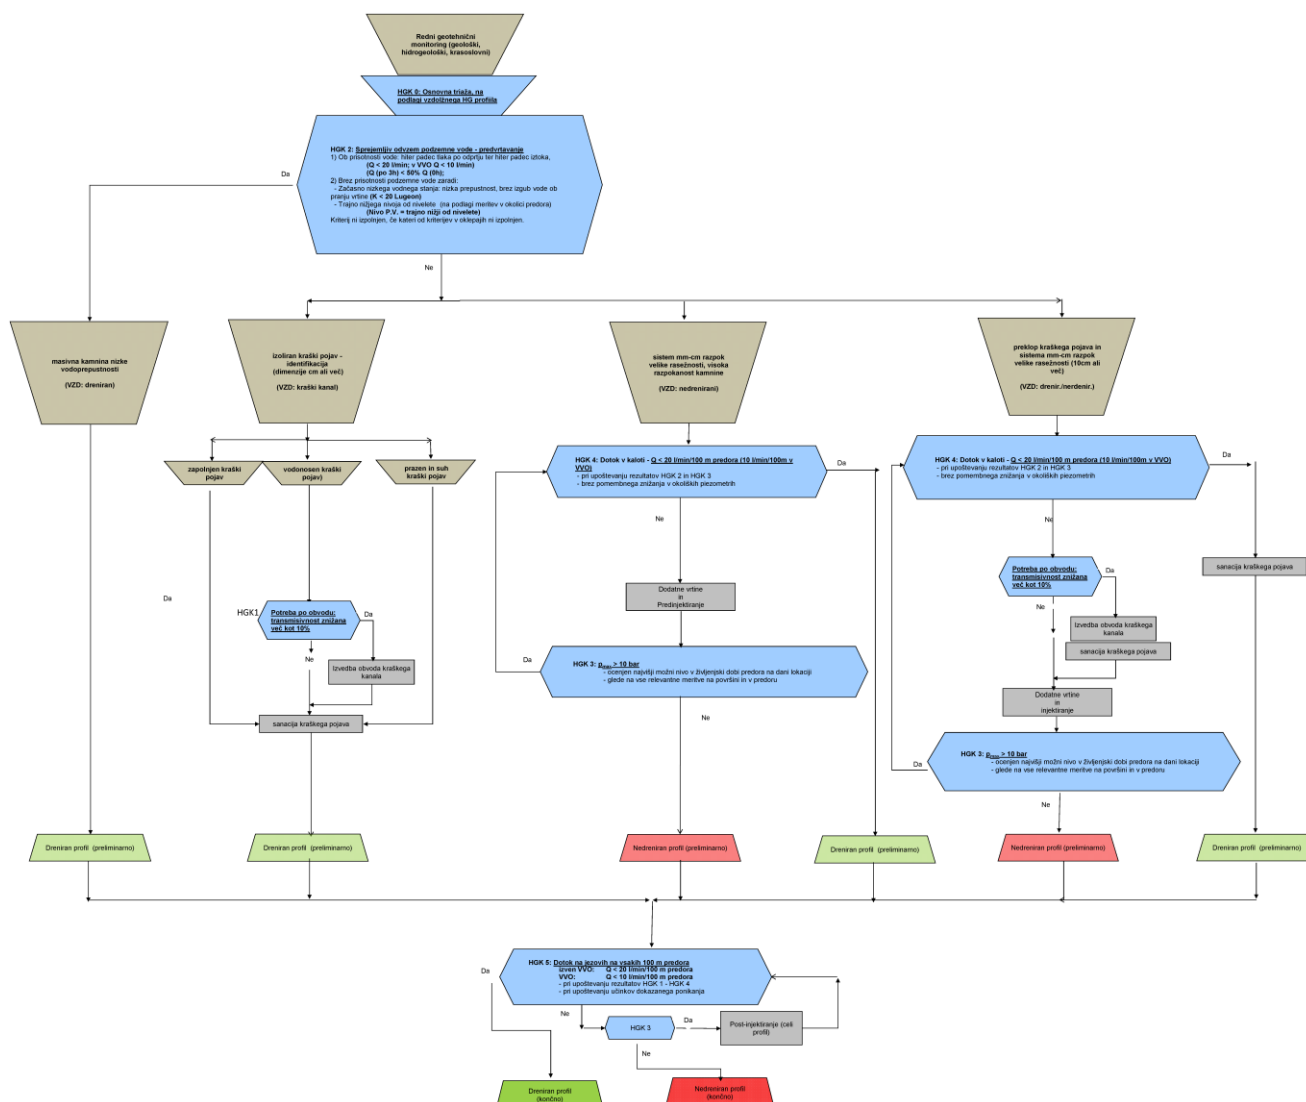 Redni geotehnični
monitoring (geološki,
hidrogeološki, krasoslovni)
HGK 0: Osnovna triaža, na
podlagi vzdolžnega HG profila
HGK 2: Sprejemljiv odvzem podzemne vode - predvrtavanje
1) Ob prisotnosti vode: hiter padec tlaka po odprtju ter hiter padec iztoka,
(Q < 20 l/min; v VVO Q < 10 l/min)
(Q (po 3h) < 50% Q (0h);
2) Brez prisotnosti podzemne vode zaradi:
- Začasno nizkega vodnega stanja: nizka prepustnost, brez izgub vode ob
pranju vrtine (K < 20 Lugeon)
- Trajno nižjega nivoja od nivelete (na podlagi meritev v okolici predora)
(Nivo P.V. = trajno nižji od nivelete)
Kriterij ni izpolnjen, če kateri od kriterijev v oklepajih ni izpolnjen.
Da
Ne
masivna kamnina nizke
vodoprepustnosti
(VZD: dreniran)
izoliran kraški pojav -
identifikacija
(dimenzije cm ali več)
(VZD: kraški kanal)
sistem mm-cm razpok
velike rasežnosti, visoka
razpokanost kamnine
(VZD: nedrenirani)
preklop kraškega pojava in
sistema mm-cm razpok
velike rasežnosti (10cm ali
več)
(VZD: drenir./nerdenir.)
zapolnjen kraški
pojav
vodonosen kraški
pojav)
prazen in suh
kraški pojav
HGK 4: Dotok v kaloti - Q < 20 l/min/100 m predora (10 l/min/100m v
VVO)
- pri upoštevanju rezultatov HGK 2 in HGK 3
- brez pomembnega znižanja v okoliških piezometrih
Da
Ne
HGK 4: Dotok v kaloti - Q < 20 l/min/100 m predora (10 l/min/100m v VVO)
- pri upoštevanju rezultatov HGK 2 in HGK 3
- brez pomembnega znižanja v okoliških piezometrih
Da
Ne
sanacija kraškega pojava
Potreba po obvodu:
transmisivnost znižana
več kot 10%
Da
Ne
Izvedba obvoda kraškega
kanala
sanacija kraškega pojava
Dodatne vrtine
in
injektiranje
Dodatne vrtine
in
Predinjektiranje
Da
HGK1
Potreba po obvodu:
transmisivnost znižana
več kot 10%
Da
Ne
Izvedba obvoda kraškega
kanala
sanacija kraškega pojava
Da
HGK 3: pmax > 10 bar
- ocenjen najvišji možni nivo v življenjski dobi predora na dani lokaciji
- glede na vse relevantne meritve na površini in v predoru
Ne
Da
HGK 3: pmax > 10 bar
- ocenjen najvišji možni nivo v življenjski dobi predora na dani lokaciji
- glede na vse relevantne meritve na površini in v predoru
Ne
Dreniran profil (preliminarno)
Dreniran profil (preliminarno)
Nedreniran profil (preliminarno)
Dreniran profil (preliminarno)
Nedreniran profil (preliminarno)
Dreniran profil (preliminarno)
HGK 5: Dotok na jezovih na vsakih 100 m predora
izven VVO: Q < 20 l/min/100 m predora
VVO: Q < 10 l/min/100 m predora
- pri upoštevanju rezultatov HGK 1 - HGK 4
- pri upoštevanju učinkov dokazanega ponikanja
Da
Ne
HGK 3
Da
Post-injektiranje (celi
profil)
Ne
Dreniran profil
(končno)
Nedreniran profil
(končno)